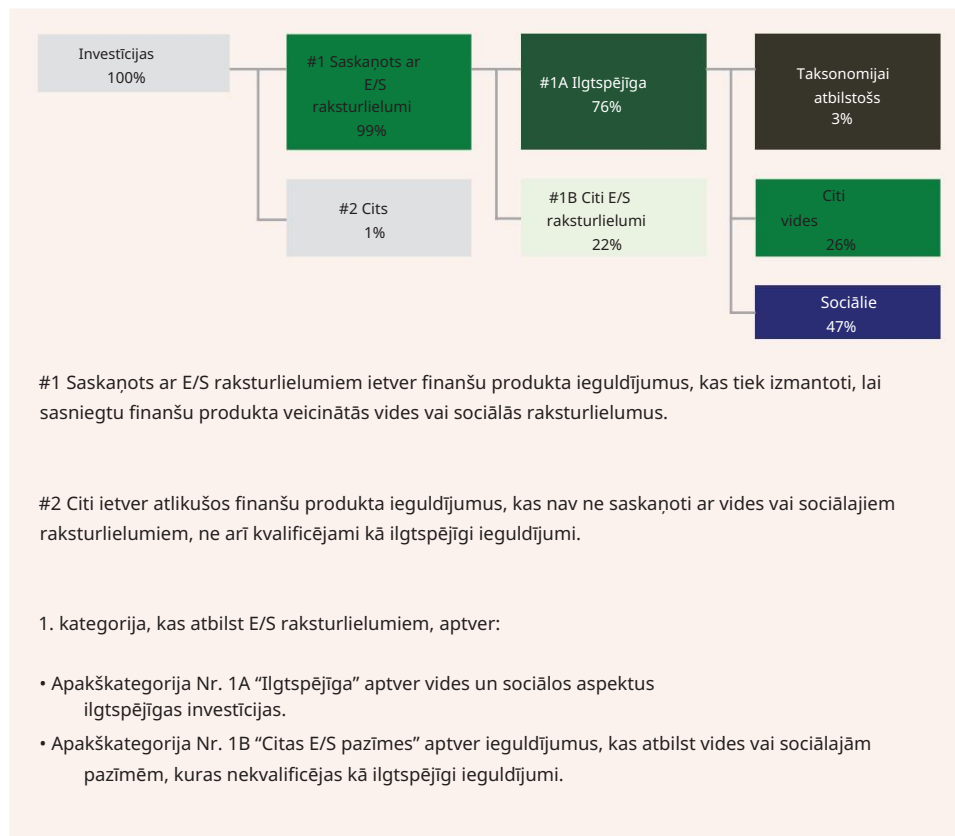 Investīcijas
100%
#1 Saskaņots ar
E/S
raksturlielumi
99%
#2 Cits
1%
#1A Ilgtspējīga
76%
#1B Citi E/S
raksturlielumi
22%
Taksonomijai
atbilstošs
3%
Citi
vides
26%
Sociālie
47%
#1 Saskaņots ar E/S raksturlielumiem ietver finanšu produkta ieguldījumus, kas tiek izmantoti, lai
sasniegtu finanšu produkta veicinātās vides vai sociālās raksturlielumus.
#2 Citi ietver atlikušos finanšu produkta ieguldījumus, kas nav ne saskaņoti ar vides vai sociālajiem
raksturlielumiem, ne arī kvalificējami kā ilgtspējīgi ieguldījumi.
1. kategorija, kas atbilst E/S raksturlielumiem, aptver:
• Apakškategorija Nr. 1A “Ilgtspējīga” aptver vides un sociālos aspektus
ilgtspējīgas investīcijas.
• Apakškategorija Nr. 1B “Citas E/S pazīmes” aptver ieguldījumus, kas atbilst vides vai sociālajām
pazīmēm, kuras nekvalificējas kā ilgtspējīgi ieguldījumi.